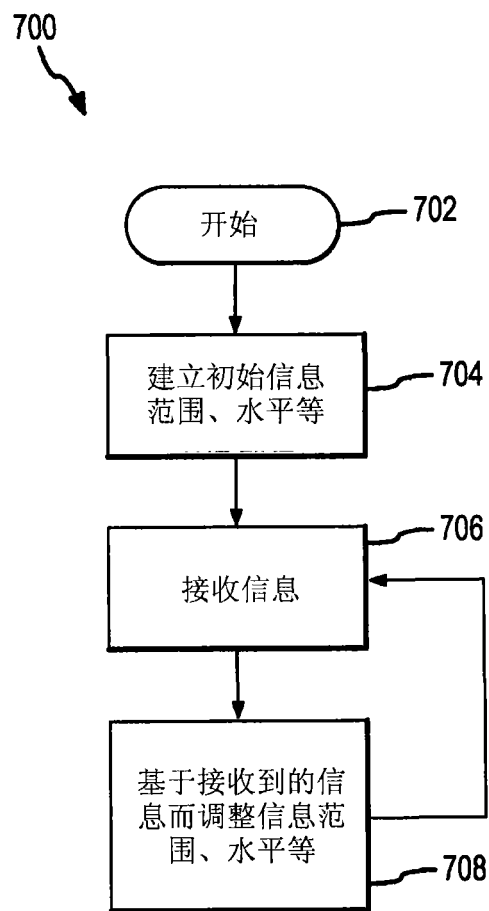 700
开始
702
建立初始信息
范围、水平等
704
706
接收信息
基于接收到的信
息而调整信息范
围、水平等
708